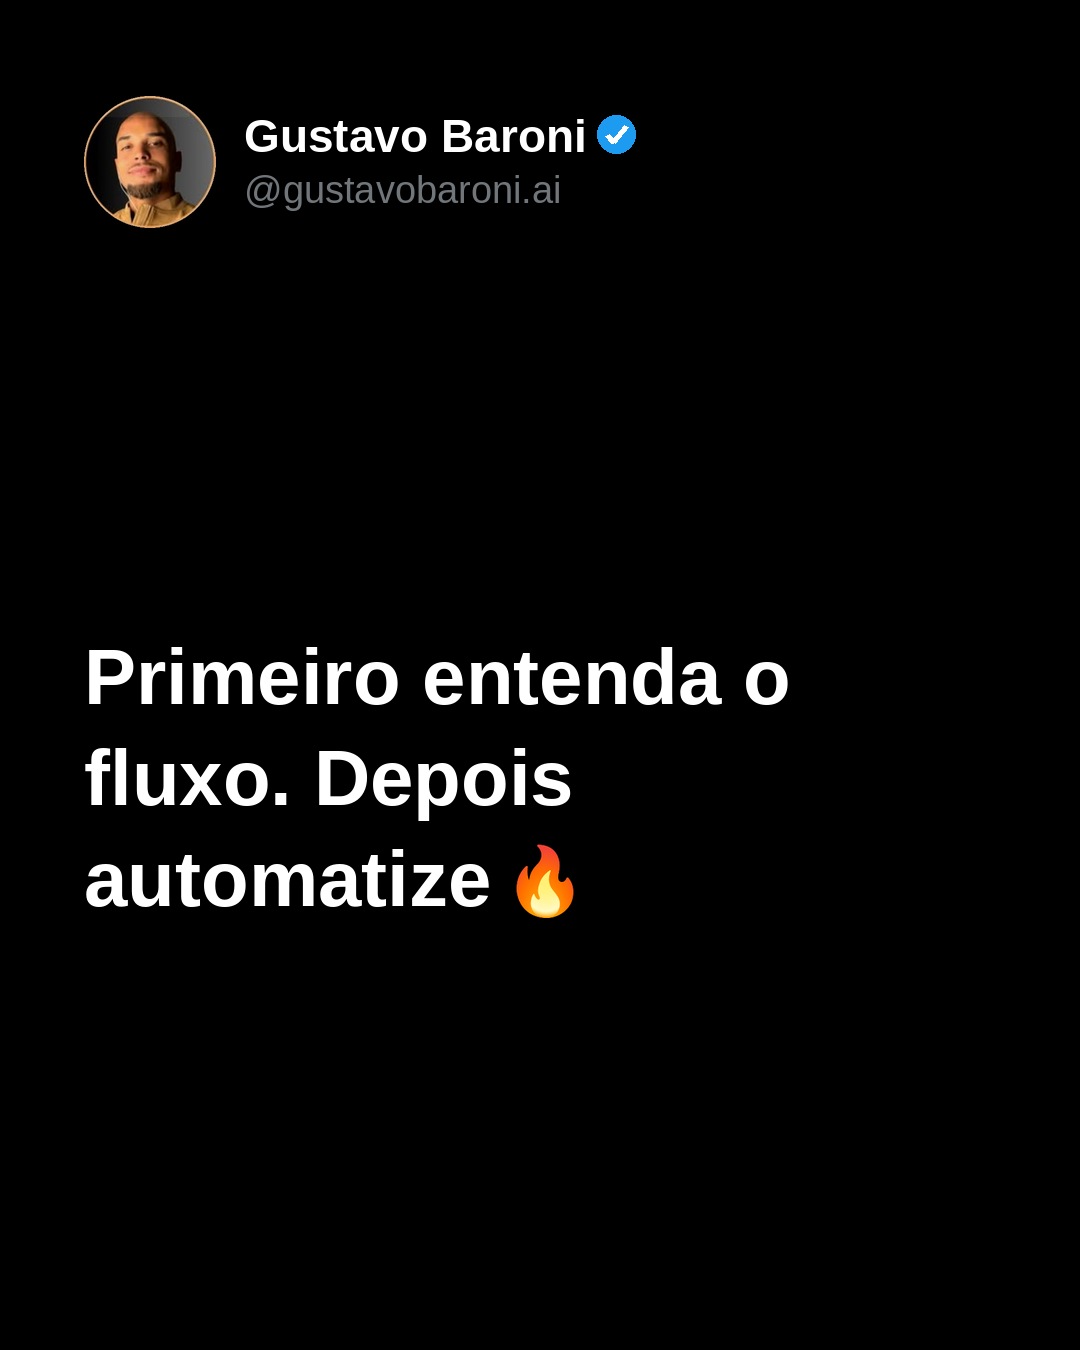 Gustavo Baroni
@gustavobaroni.ai
Primeiro entenda o
fluxo. Depois
automatize 🔥